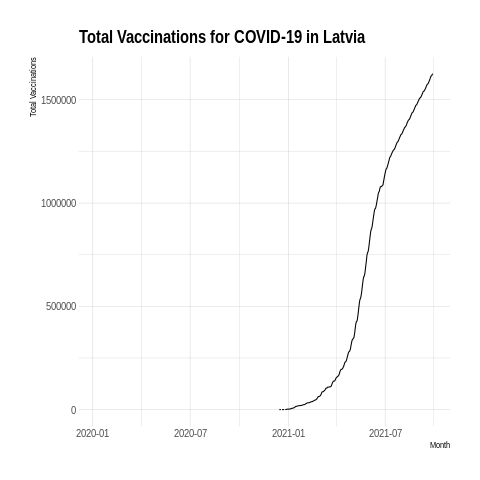 Total Vaccinations for COVID-19 in Latvia
Total Vaccinations
1500000
1000000
500000
0
2020-01 2020-07 2021-01 2021-07
Month